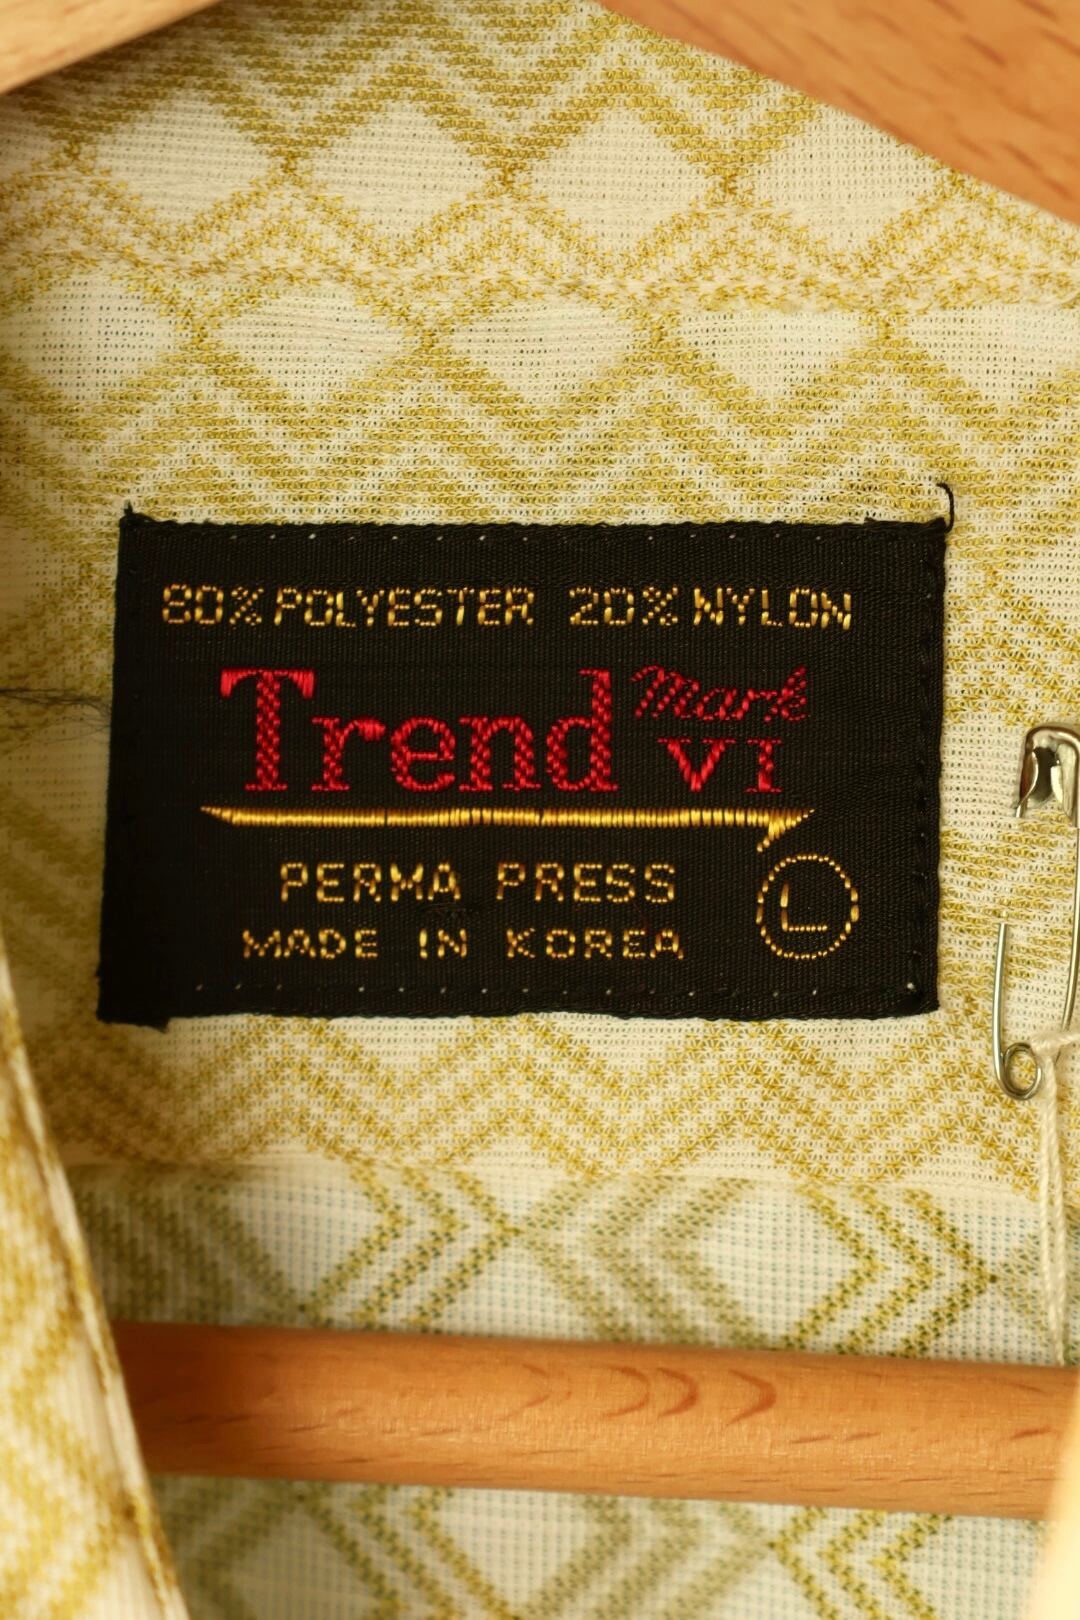 80% POLYESTER 20% NYLON
Trend Mark VI
PERMA PRESS
MADE IN KOREA
L